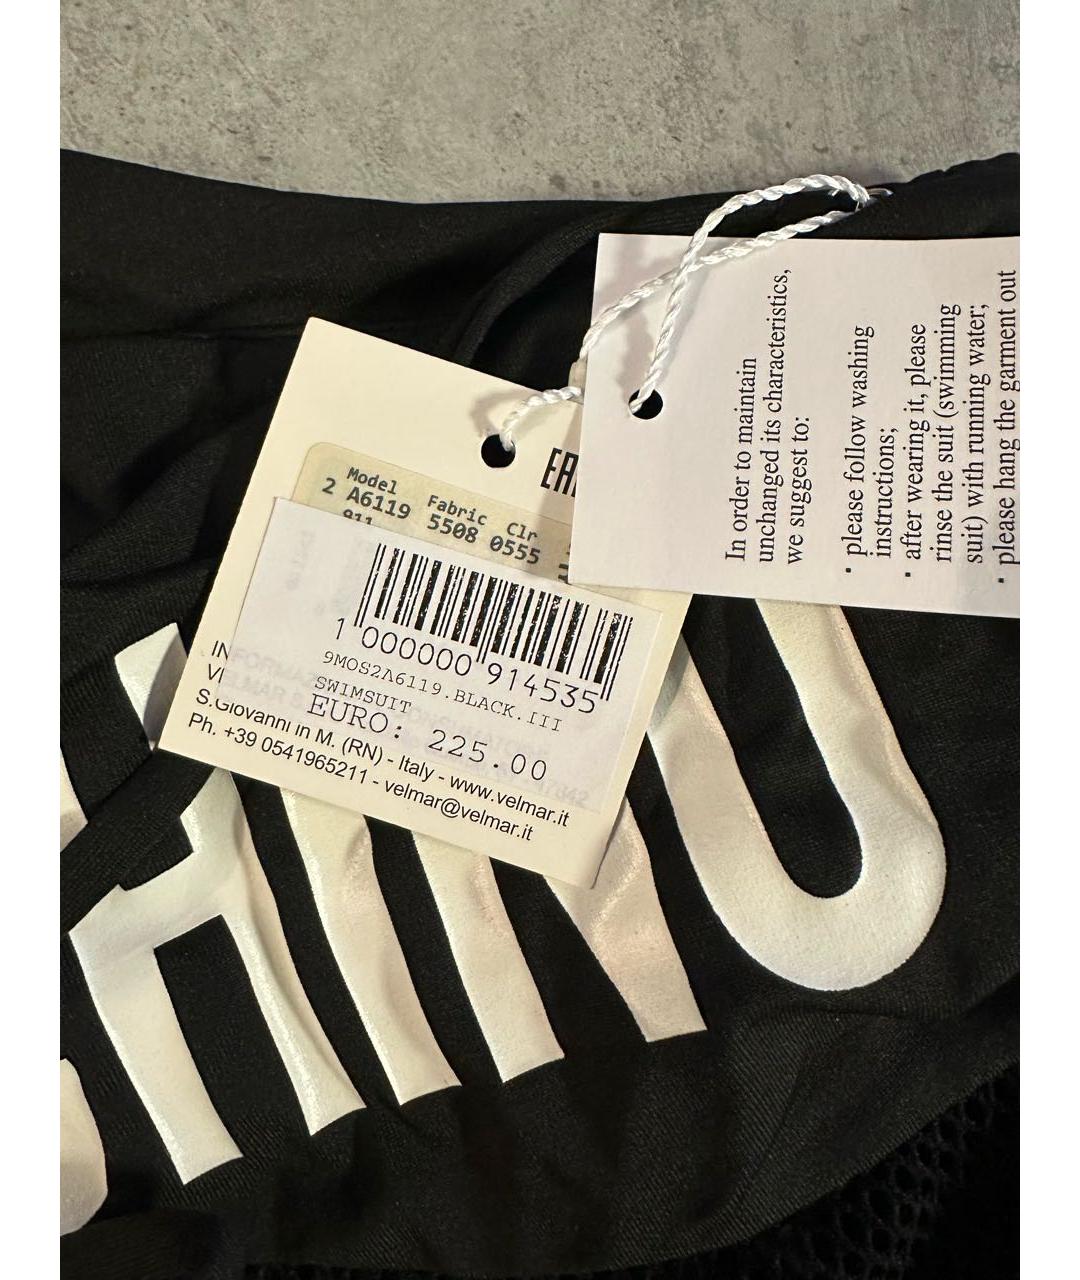 EAC
Model Fabric Clr
2 A6119 5508 0555
911
1 000000 914535
9MOS2A6119.BLACK.III
SWIMSUIT
EURO: 225.00
S.Giovanni in M. (RN) - Italy - www.velmar.it
Ph. +39 0541965211 - velmar@velmar.it
In order to maintain
unchanged its characteristics,
we suggest to:
• please follow washing
instructions;
• after wearing it, please
rinse the suit (swimming
suit) with running water;
• please hang the garment out
CHINO